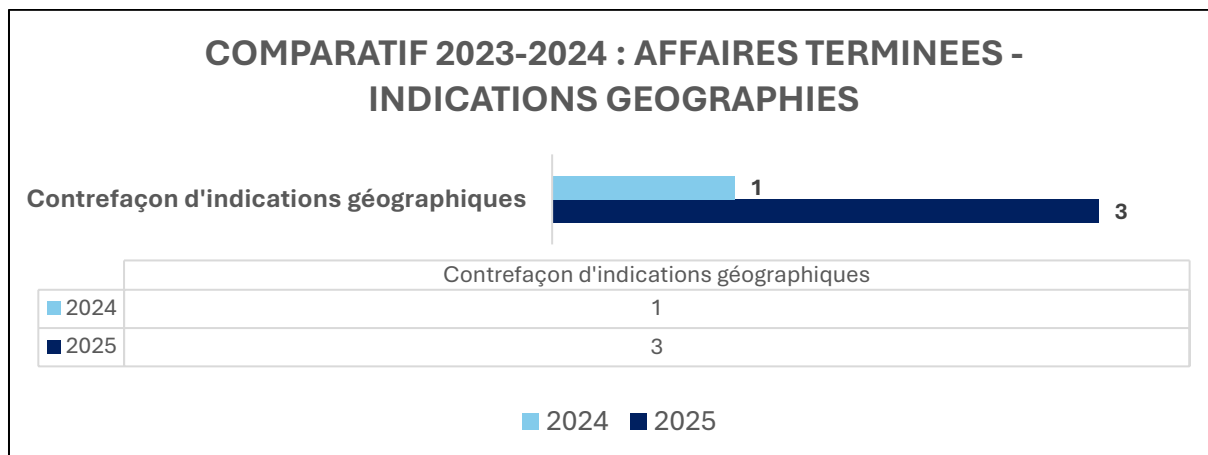 COMPARATIF 2023-2024 : AFFAIRES TERMINEES -
INDICATIONS GEOGRAPHIES
Contrefaçon d'indications géographiques
1
3
Contrefaçon d'indications géographiques
2024 1
2025 3
2024 2025